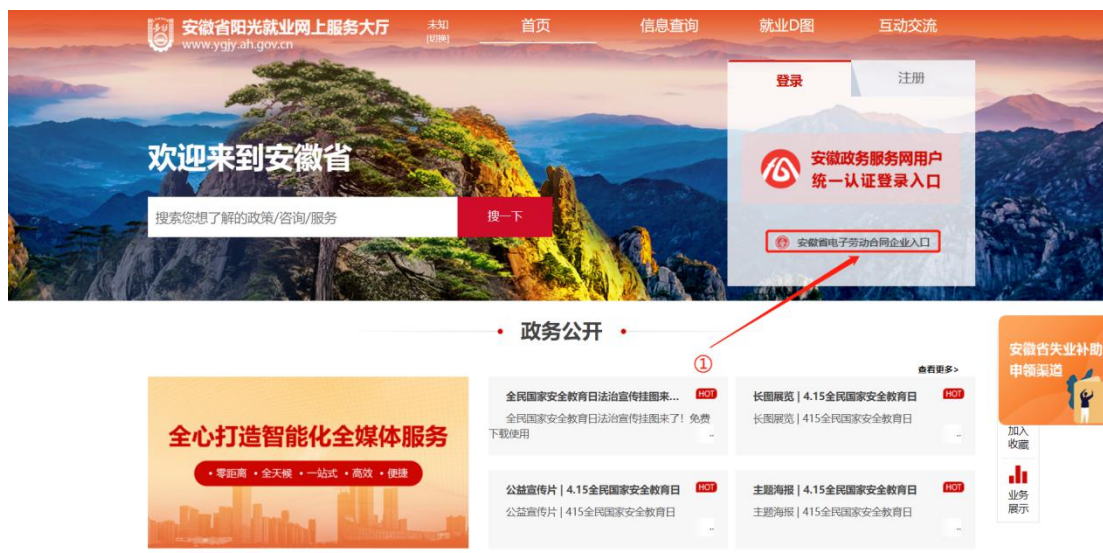 安徽省阳光就业网上服务大厅
www.ygjy.ah.gov.cn
未知
[切换]
首页
信息查询
就业D图
互动交流
登录
注册
欢迎来到安徽省
安徽政务服务网用户
统一认证登录入口
搜索您想了解的政策/咨询/服务
搜一下
安徽省电子劳动合同企业入口
• 政务公开 •
①
查看更多>
安徽省失业补助
申领渠道
全心打造智能化全媒体服务
• 零距离 • 全天候 • 一站式 • 高效 • 便捷
全民国家安全教育日法治宣传挂图来...
HOT
全民国家安全教育日法治宣传挂图来了！免费
下载使用
..
长图展览 | 4.15全民国家安全教育日
HOT
长图展览 | 415全民国家安全教育日
..
公益宣传片 | 4.15全民国家安全教育日
HOT
公益宣传片 | 415全民国家安全教育日
..
主题海报 | 4.15全民国家安全教育日
HOT
主题海报 | 415全民国家安全教育日
..
加入
收藏
业务
展示